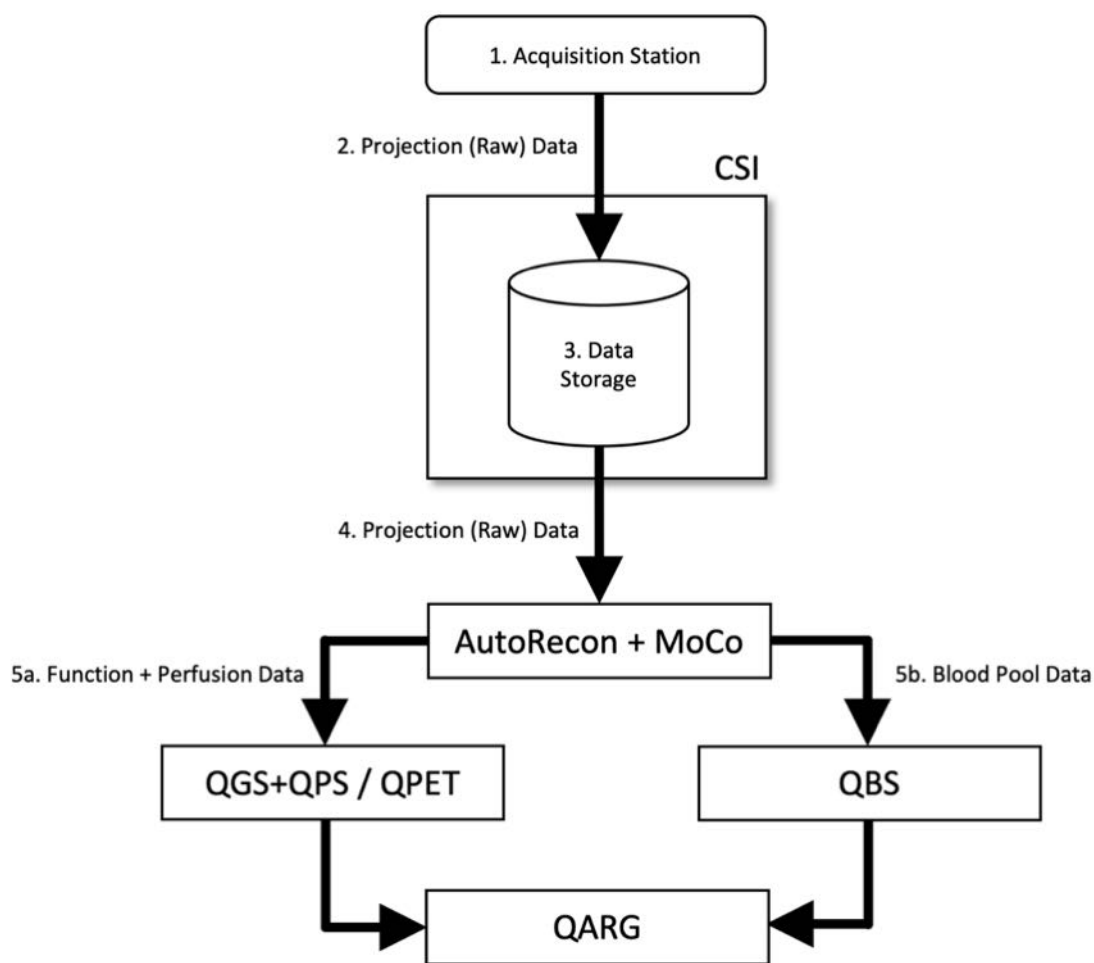 1. Acquisition Station
2. Projection (Raw) Data
CSI
3. Data
Storage
4. Projection (Raw) Data
AutoRecon + MoCo
5a. Function + Perfusion Data
5b. Blood Pool Data
QGS+QPS / QPET
QBS
QARG